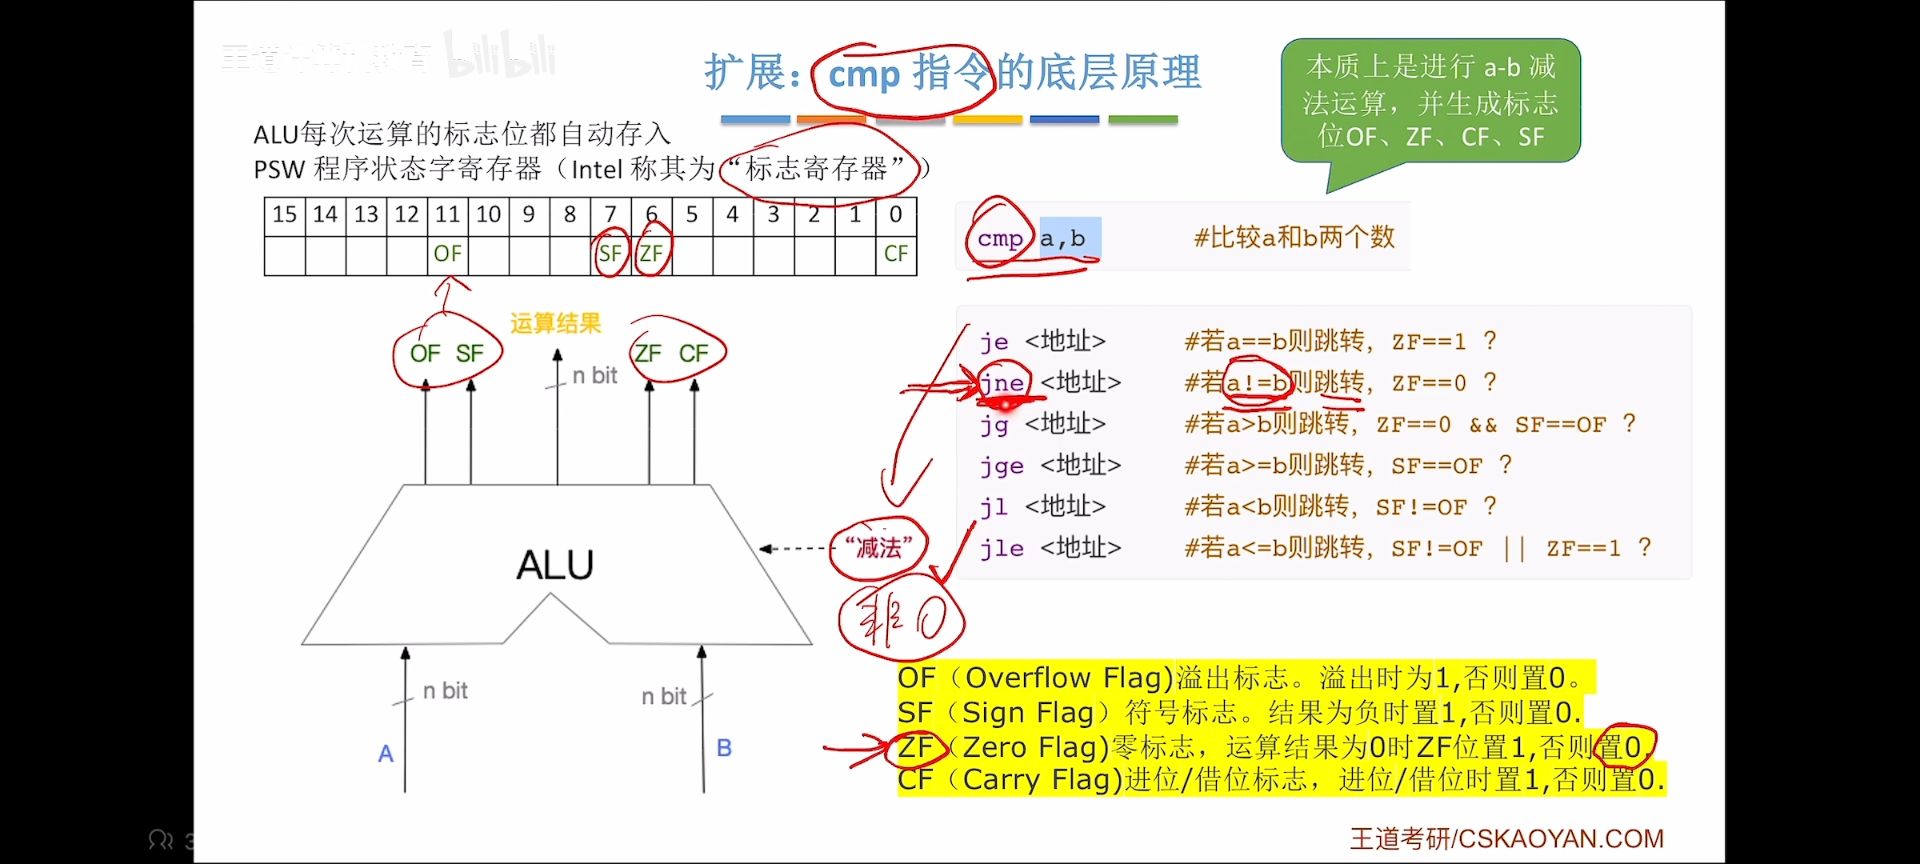 bilibili
扩展：cmp 指令的底层原理
本质上是进行 a-b 减
法运算，并生成标志
位OF、ZF、CF、SF
ALU每次运算的标志位都自动存入
PSW 程序状态字寄存器（Intel 称其为“标志寄存器”）
15 14 13 12 11 10 9 8 7 6 5 4 3 2 1 0
OF SF ZF CF
cmp a,b #比较a和b两个数
运算结果
OF SF ZF CF
n bit
je <地址> #若a==b则跳转，ZF==1 ？
jne <地址> #若a!=b则跳转，ZF==0 ？
jg <地址> #若a>b则跳转，ZF==0 && SF==OF ？
jge <地址> #若a>=b则跳转，SF==OF ？
jl <地址> #若a<b则跳转，SF!=OF ？
jle <地址> #若a<=b则跳转，SF!=OF || ZF==1 ？
“减法”
ALU
非0
n bit n bit
A B
OF（Overflow Flag)溢出标志。溢出时为1,否则置0。
SF（Sign Flag）符号标志。结果为负时置1,否则置0.
ZF（Zero Flag)零标志，运算结果为0时ZF位置1,否则置0.
CF（Carry Flag)进位/借位标志，进位/借位时置1,否则置0.
王道考研/CSKAOYAN.COM